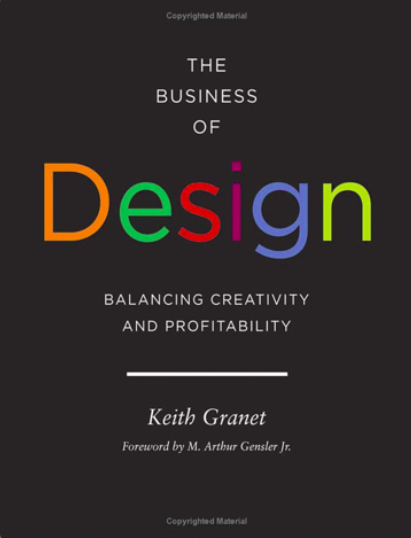 Copyrighted Material
THE
BUSINESS
OF
Design
BALANCING CREATIVITY
AND PROFITABILITY
Keith Granet
Foreword by M. Arthur Gensler Jr.
Copyrighted Material